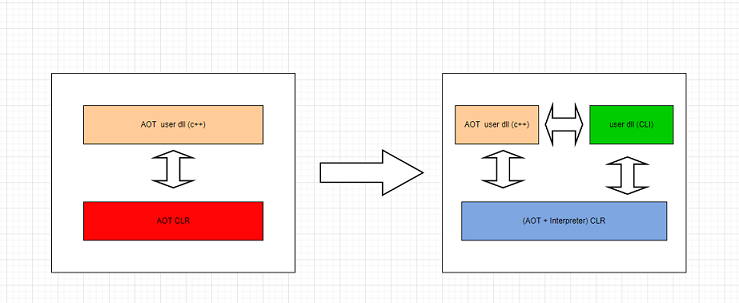 AOT user dll (c++)
AOT CLR
AOT user dll (c++)
user dll (CLI)
(AOT + Interpreter) CLR